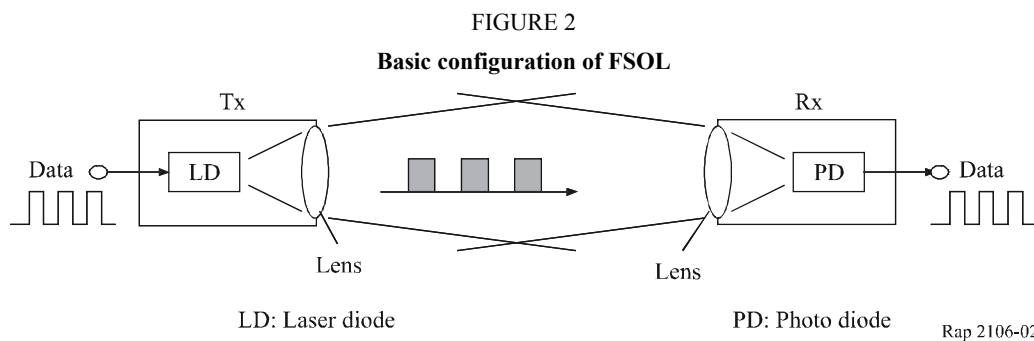 FIGURE 2
Basic configuration of FSOL
Tx
Rx
Data
LD
PD
Data
Lens
Lens
LD: Laser diode
PD: Photo diode
Rap 2106-02